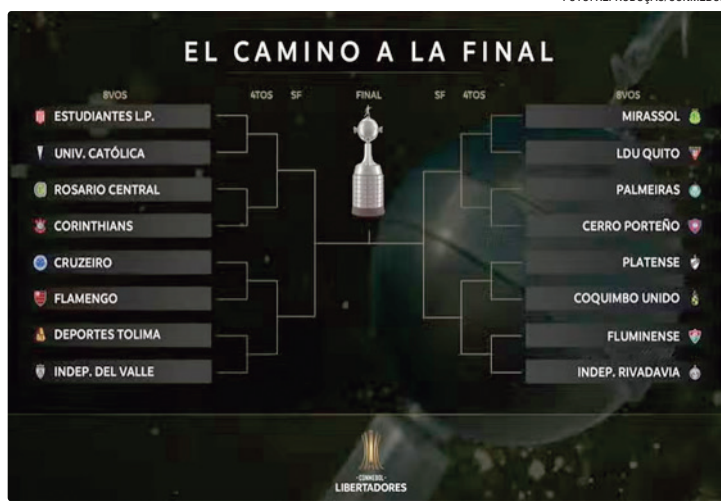 EL CAMINO A LA FINAL
8VOS 4TOS SF FINAL SF 4TOS 8VOS
ESTUDIANTES L.P.
UNIV. CATÓLICA
ROSARIO CENTRAL
CORINTHIANS
CRUZEIRO
FLAMENGO
DEPORTES TOLIMA
INDEP. DEL VALLE
MIRASSOL
LDU QUITO
PALMEIRAS
CERRO PORTEÑO
PLATENSE
COQUIMBO UNIDO
FLUMINENSE
INDEP. RIVADAVIA
CONMEBOL
LIBERTADORES